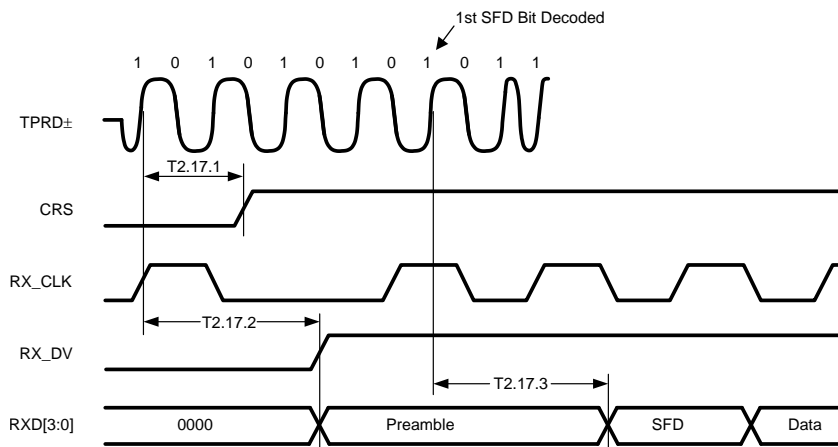 1st SFD Bit Decoded
1 0 1 0 1 0 1 0 1 0 1 1
TPRD±
T2.17.1
CRS
RX_CLK
T2.17.2
RX_DV
T2.17.3
RXD[3:0] 0000 Preamble SFD Data